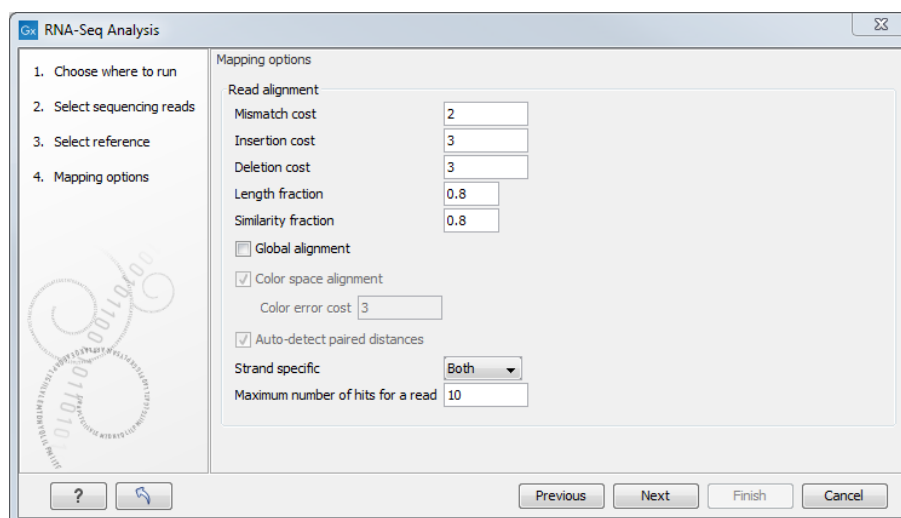 Gx RNA-Seq Analysis
1. Choose where to run
2. Select sequencing reads
3. Select reference
4. Mapping options
Mapping options
Read alignment
Mismatch cost 2
Insertion cost 3
Deletion cost 3
Length fraction 0.8
Similarity fraction 0.8
Global alignment
Color space alignment
Color error cost 3
Auto-detect paired distances
Strand specific Both
Maximum number of hits for a read 10
? Previous Next Finish Cancel